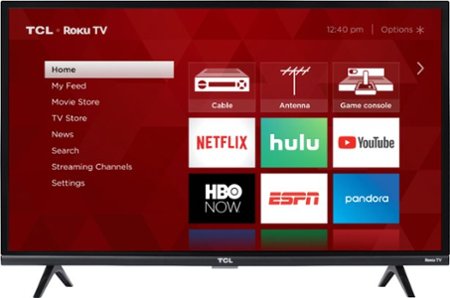 TCL • Roku TV
12:40 pm | Options
Home
My Feed
Movie Store
TV Store
News
Search
Streaming Channels
Settings
Cable
Antenna
Game console
NETFLIX
hulu
YouTube
HBO
NOW
ESPN
pandora
TCL
Roku TV